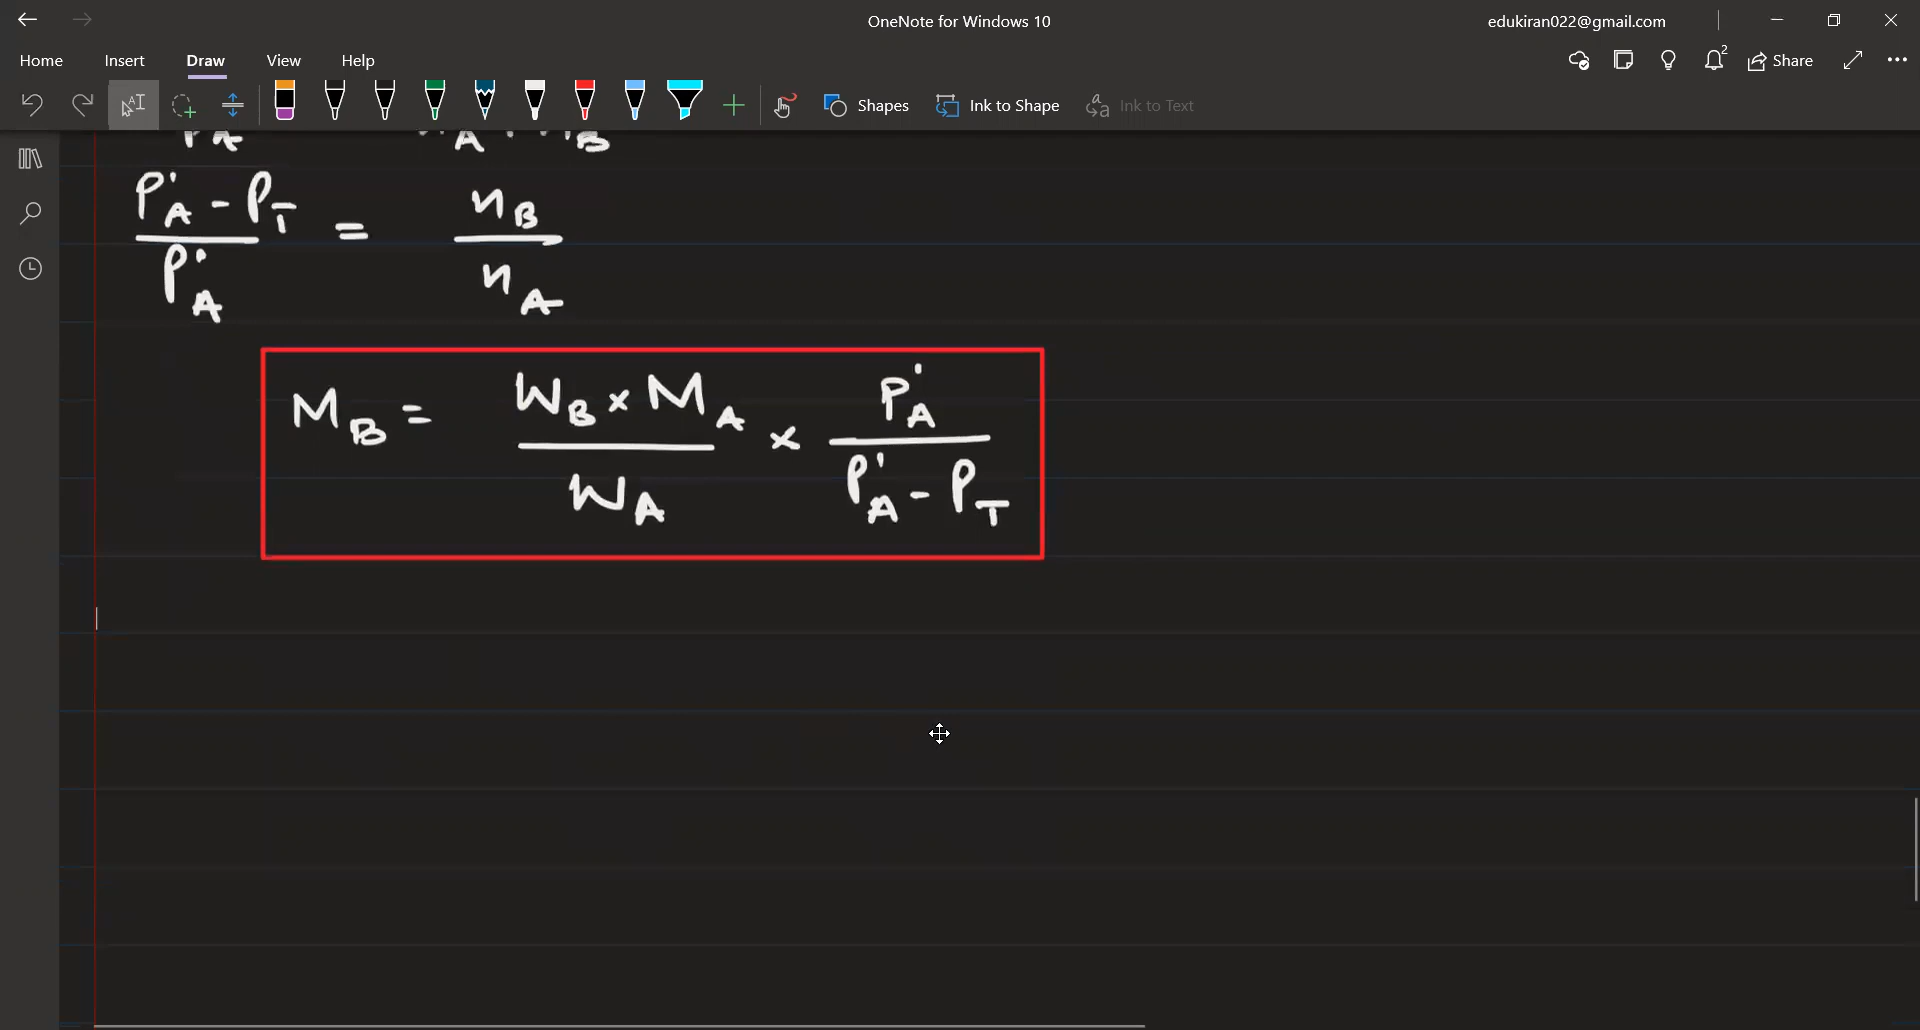 OneNote for Windows 10
edukiran022@gmail.com
Home Insert Draw View Help
2
Share
Shapes
Ink to Shape
Ink to Text
P'A - PT / P'A = nB / nA
MB = WB × MA / WA × P'A / P'A - PT